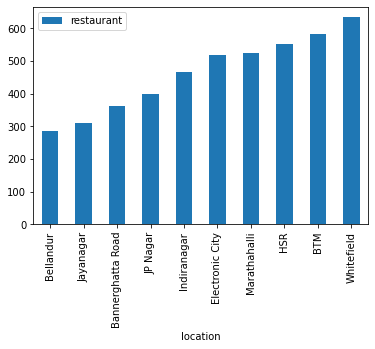 restaurant
600
500
400
300
200
100
0
Bellandur
Jayanagar
Bannerghatta Road
JP Nagar
Indiranagar
Electronic City
Marathahalli
HSR
BTM
Whitefield
location